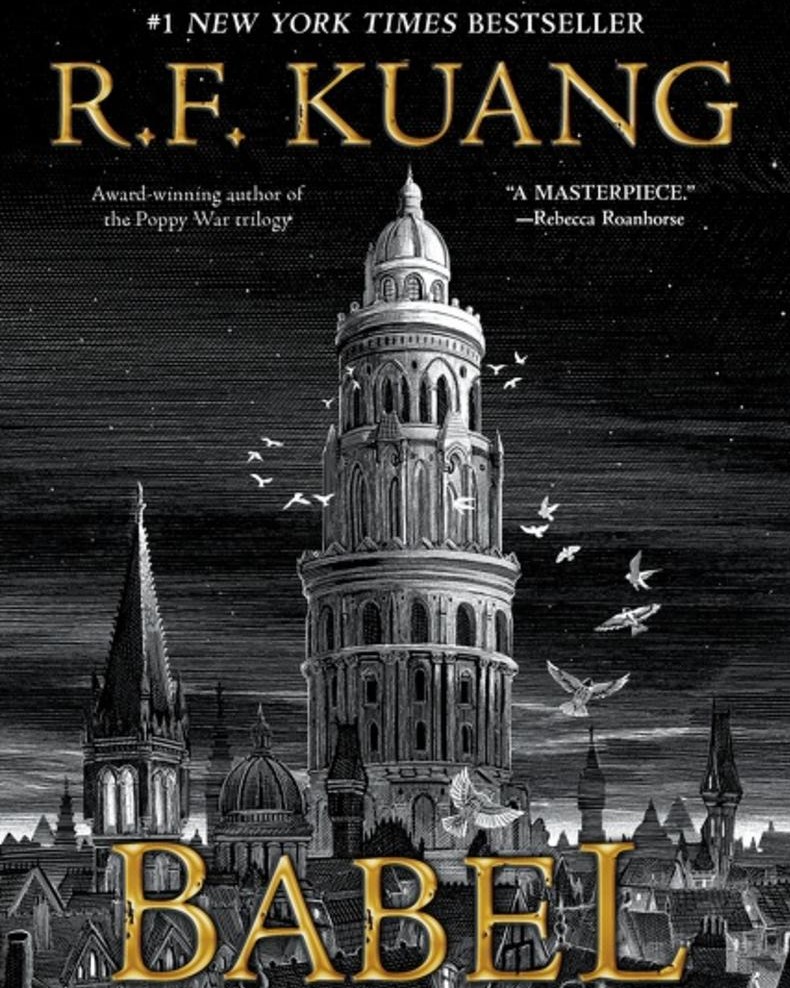 #1 NEW YORK TIMES BESTSELLER
R.F. KUANG
Award-winning author of
the Poppy War trilogy
“A MASTERPIECE.”
—Rebecca Roanhorse
BABEL